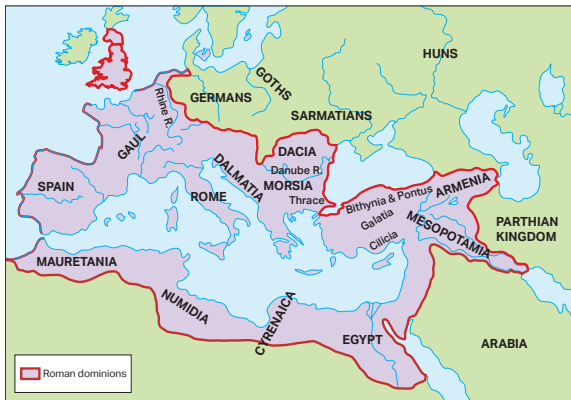 HUNS
GOTHS
GERMANS
SARMATIANS
Rhine R.
GAUL
DACIA
Danube R.
DALMATIA
MORSIA
Thrace
SPAIN
ROME
Bithynia & Pontus
ARMENIA
Galatia
Cilicia
MESOPOTAMIA
PARTHIAN
KINGDOM
MAURETANIA
NUMIDIA
CYRENAICA
EGYPT
ARABIA
Roman dominions